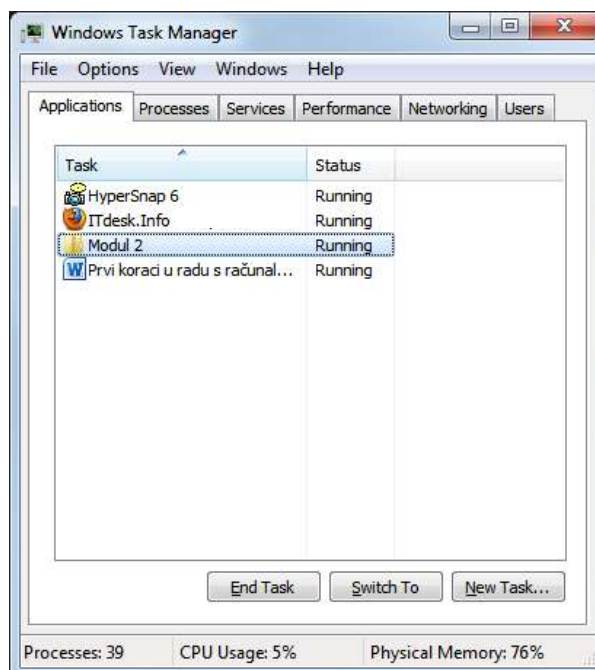 Windows Task Manager
File Options View Windows Help
Applications Processes Services Performance Networking Users
Task Status
HyperSnap 6 Running
ITdesk.Info Running
Modul 2 Running
Prvi koraci u radu s računal... Running
End Task Switch To New Task...
Processes: 39 CPU Usage: 5% Physical Memory: 76%